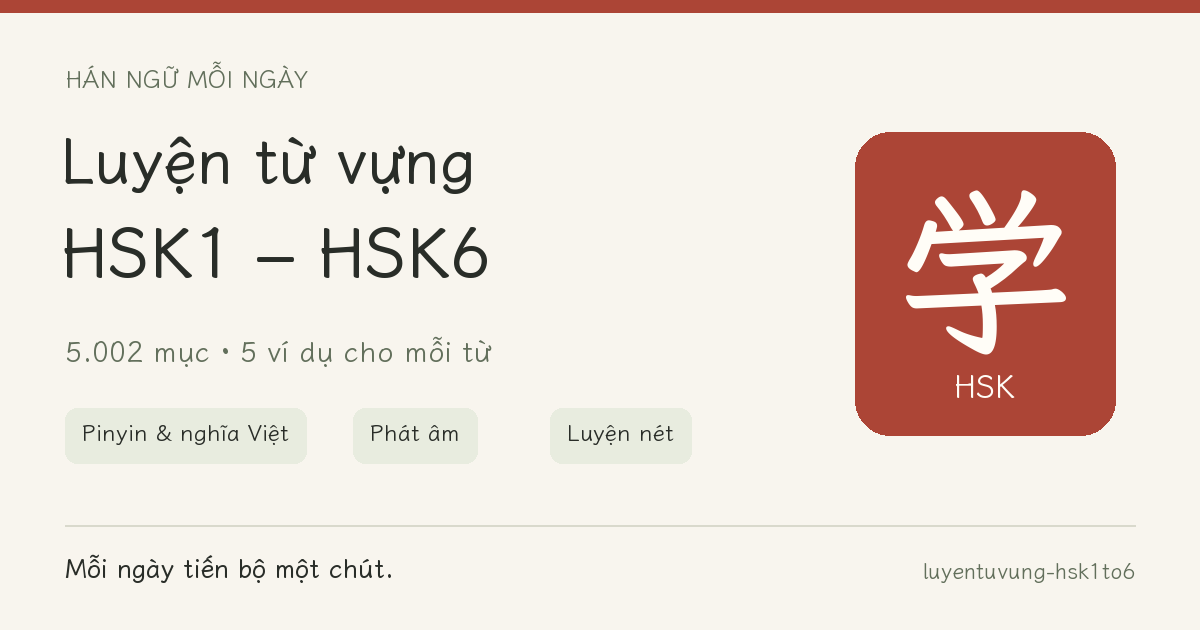 HÁN NGỮ MỖI NGÀY
Luyện từ vựng
HSK1 – HSK6
5.002 mục • 5 ví dụ cho mỗi từ
Pinyin & nghĩa Việt
Phát âm
Luyện nét
学
HSK
Mỗi ngày tiến bộ một chút.
luyentuvung-hsk1to6